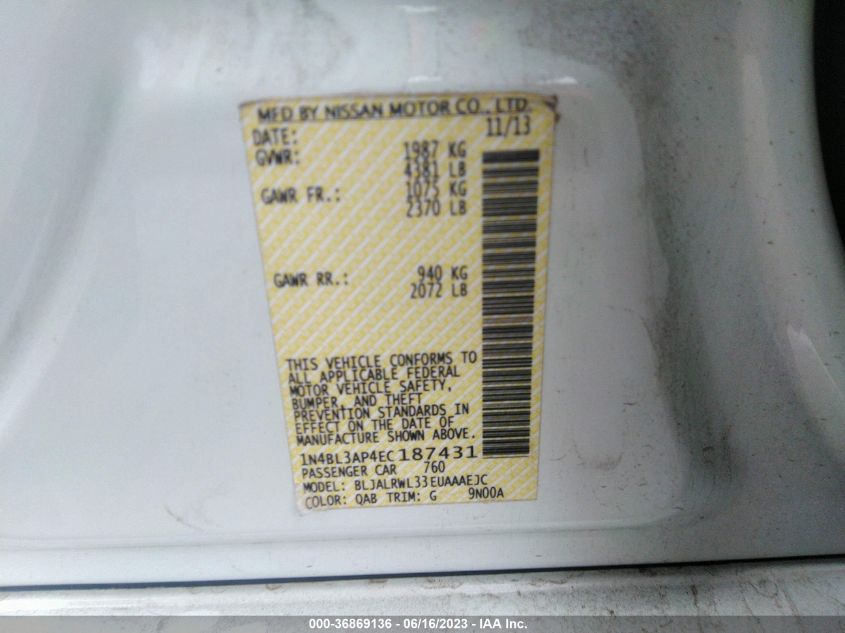 MFD BY NISSAN MOTOR CO., LTD.
DATE: 11/13
GVWR: 1987 KG
4381 LB
GAWR FR.: 1075 KG
2370 LB
GAWR RR.: 940 KG
2072 LB
THIS VEHICLE CONFORMS TO
ALL APPLICABLE FEDERAL
MOTOR VEHICLE SAFETY,
BUMPER, AND THEFT
PREVENTION STANDARDS IN
EFFECT ON THE DATE OF
MANUFACTURE SHOWN ABOVE.
1N4BL3AP4EC187431
PASSENGER CAR 760
MODEL: BLJALRWL33EUAAAEJC
COLOR: QAB TRIM: G 9N00A
000-36869136 - 06/16/2023 - IAA Inc.